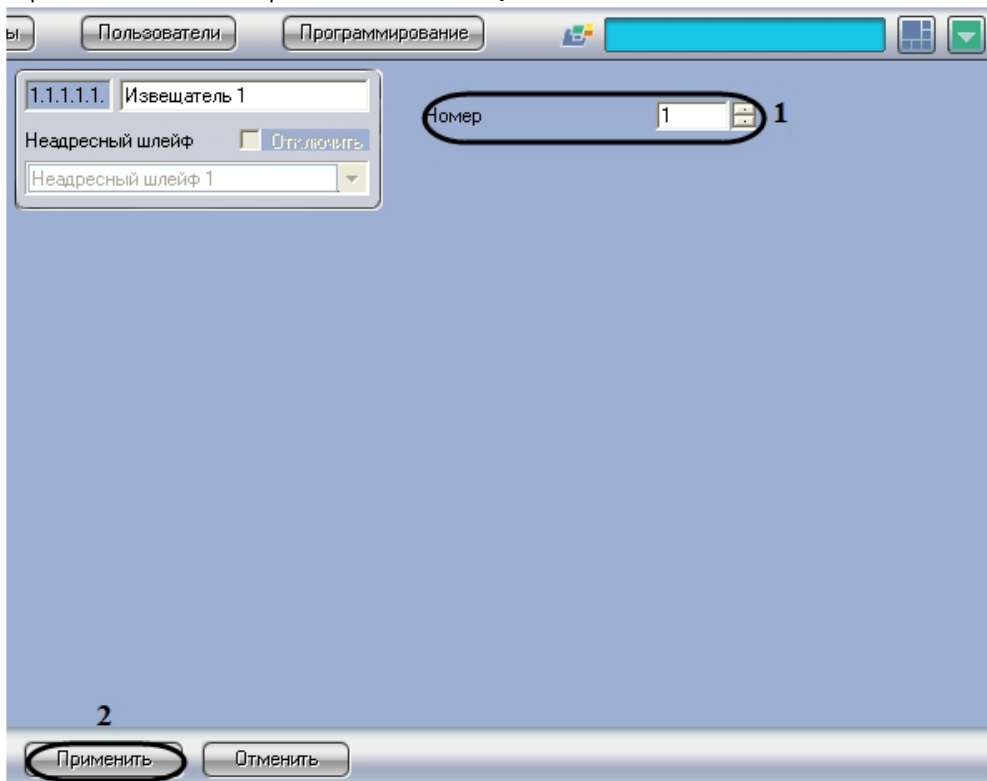 ы Пользователи Программирование
1.1.1.1.1. Извещатель 1
Номер 1 1
Неадресный шлейф Отключить
Неадресный шлейф 1
2
Применить Отменить